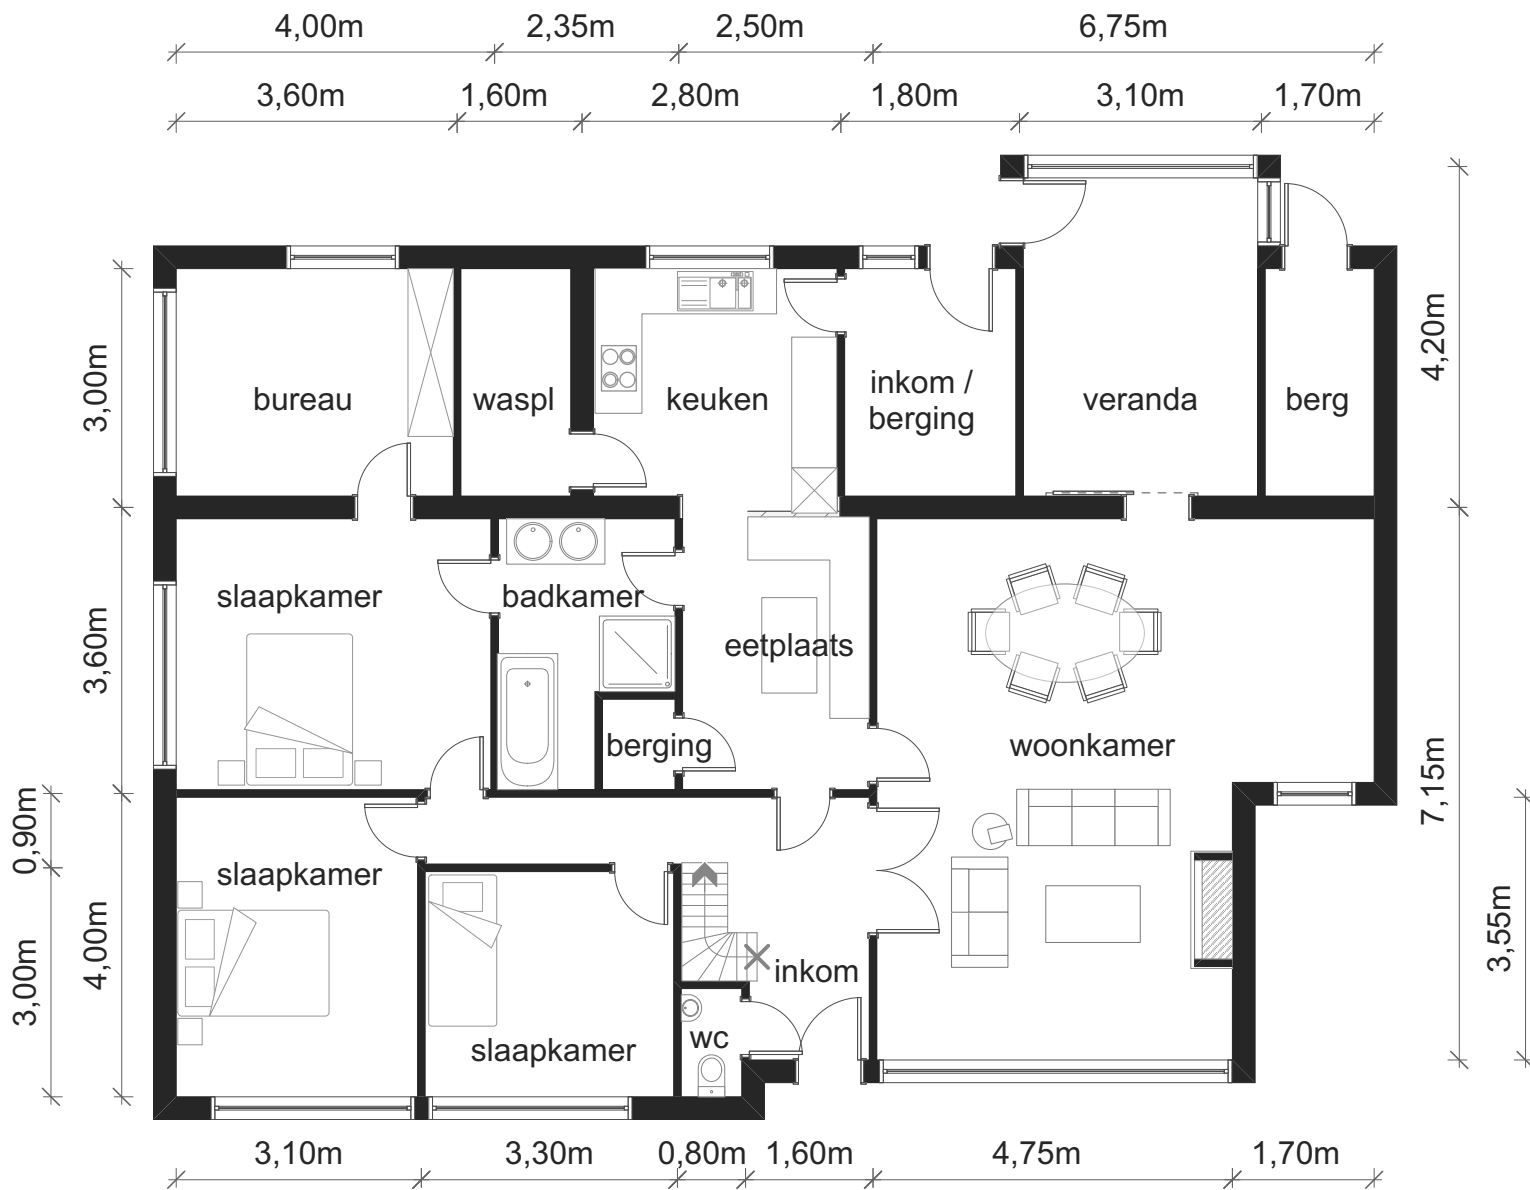 4,00m 2,35m 2,50m 6,75m
3,60m 1,60m 2,80m 1,80m 3,10m 1,70m
3,00m
4,20m
bureau waspl keuken
inkom /
berging
veranda berg
3,60m
slaapkamer badkamer
eetplaats
berging woonkamer
7,15m
0,90m
slaapkamer
4,00m
3,00m
3,55m
inkom
wc
slaapkamer
3,10m 3,30m 0,80m 1,60m 4,75m 1,70m